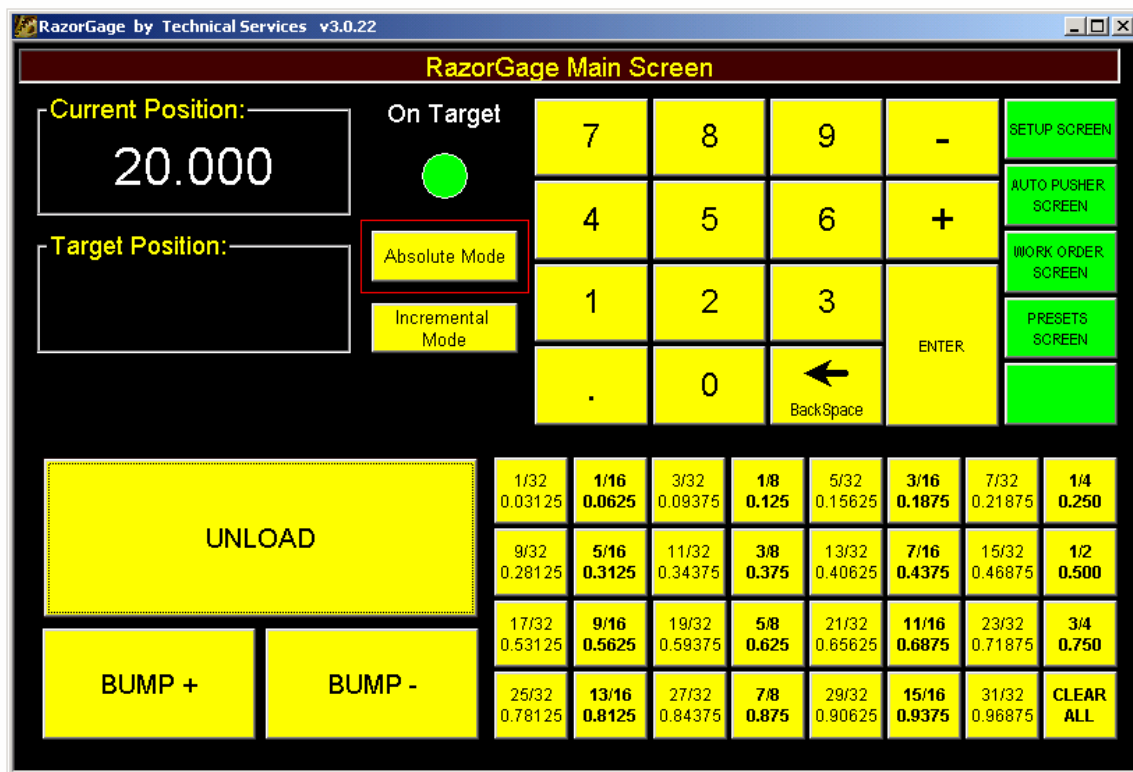 RazorGage by Technical Services v3.0.22
RazorGage Main Screen
Current Position:
20.000
On Target
Target Position:
Absolute Mode
Incremental
Mode
7 8 9 -
4 5 6 +
1 2 3
ENTER
. 0
BackSpace
SETUP SCREEN
AUTO PUSHER
SCREEN
WORK ORDER
SCREEN
PRESETS
SCREEN
UNLOAD
BUMP +
BUMP -
1/32 1/16 3/32 1/8 5/32 3/16 7/32 1/4
0.03125 0.0625 0.09375 0.125 0.15625 0.1875 0.21875 0.250
9/32 5/16 11/32 3/8 13/32 7/16 15/32 1/2
0.28125 0.3125 0.34375 0.375 0.40625 0.4375 0.46875 0.500
17/32 9/16 19/32 5/8 21/32 11/16 23/32 3/4
0.53125 0.5625 0.59375 0.625 0.65625 0.6875 0.71875 0.750
25/32 13/16 27/32 7/8 29/32 15/16 31/32 CLEAR
0.78125 0.8125 0.84375 0.875 0.90625 0.9375 0.96875 ALL